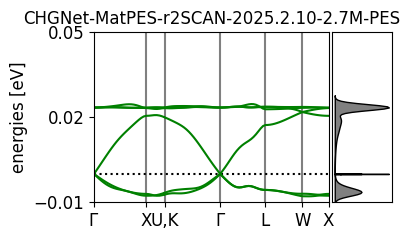 CHGNet-MatPES-r2SCAN-2025.2.10-2.7M-PES
energies [eV]
0.05
0.02
−0.01
Γ X U,K Γ L W X